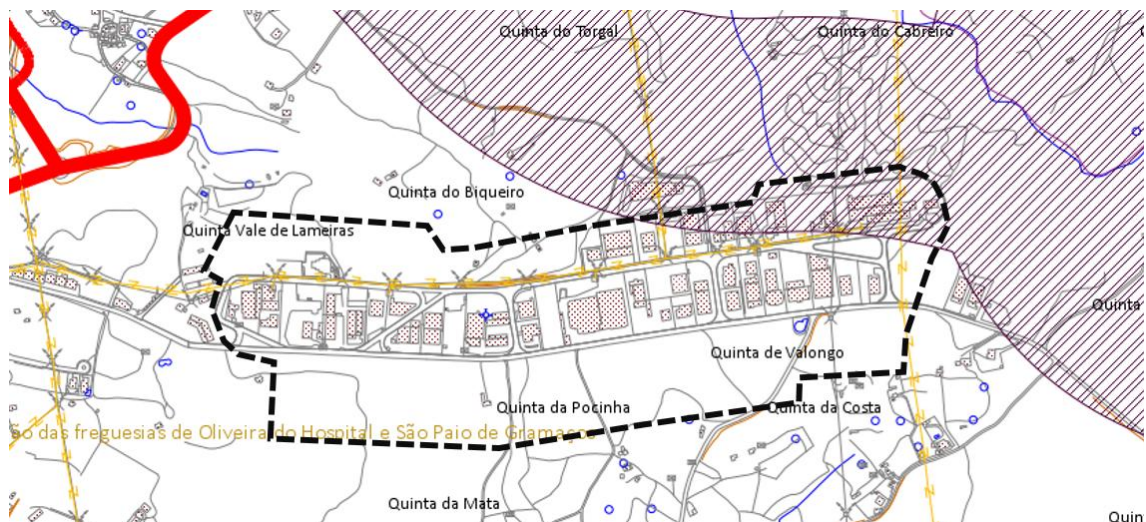 Quinta do Torgal
Quinta do Cabreiro
Quinta do Biqueiro
Quinta Vale de Lameiras
Quinta
Quinta de Valongo
Quinta da Pocinha
Quinta da Costa
ão das freguesias de Oliveira do Hospital e São Paio de Gramaços
Quinta da Mata
Quin